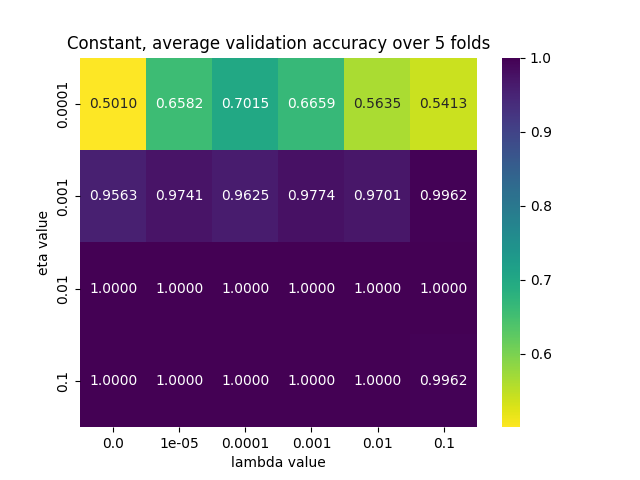 Constant, average validation accuracy over 5 folds
0.0001 0.5010 0.6582 0.7015 0.6659 0.5635 0.5413
0.001 0.9563 0.9741 0.9625 0.9774 0.9701 0.9962
0.01 1.0000 1.0000 1.0000 1.0000 1.0000 1.0000
0.1 1.0000 1.0000 1.0000 1.0000 1.0000 0.9962
eta value
0.0 1e-05 0.0001 0.001 0.01 0.1
lambda value
1.0
0.9
0.8
0.7
0.6